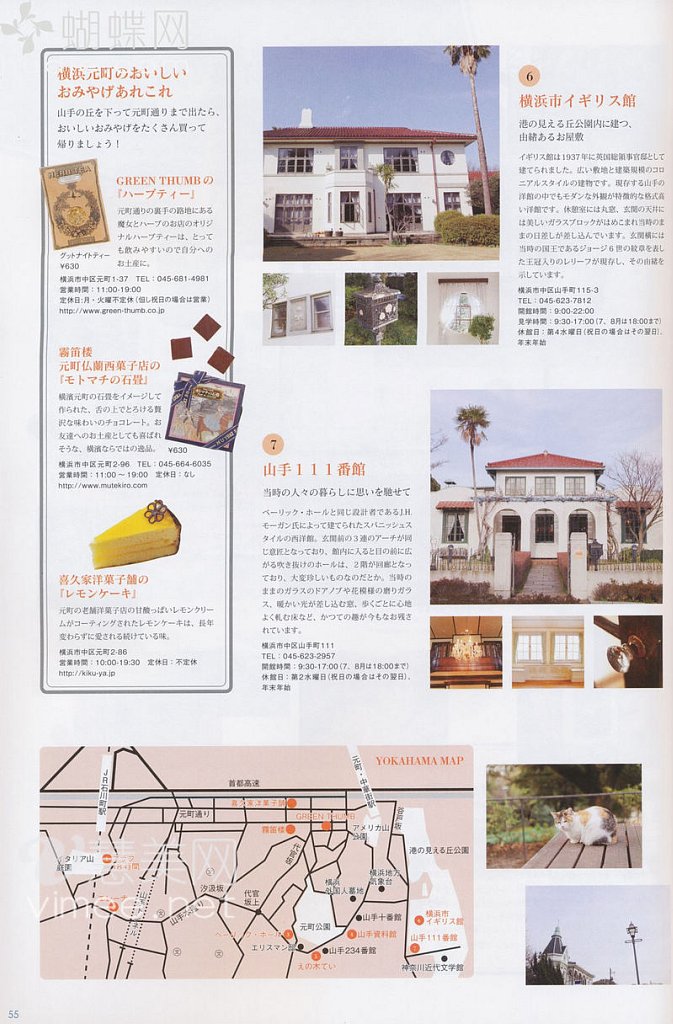 蝴蝶网
横浜元町のおいしい
おみやげあれこれ
山手の丘を下って元町通りまで出たら、
おいしいおみやげをたくさん買って
帰りましょう！
HERB TEA
GREEN THUMBの
『ハーブティー』
元町通りの裏手の路地にある
魔女とハーブのお店のオリジ
ナルハーブティーは、とって
も飲みやすいので自分への
お土産に。
グッドナイトティー
¥630
横浜市中区元町1-37　TEL：045-681-4981
営業時間：11:00-19:00
定休日:月・火曜不定休(但し祝日の場合は営業)
http://www.green-thumb.co.jp
霧笛楼
元町仏蘭西菓子店の
『モトマチの石畳』
横濱元町の石畳をイメージして
作られた、舌の上でとろける贅
沢な味わいのチョコレート。お
友達へのお土産としても喜ばれ
そうな、横濱ならではの逸品。
¥630
横浜市中区元町2-96　TEL：045-664-6035
営業時間：11:00〜19:00　定休日：なし
http://www.mutekiro.com
喜久家洋菓子舗の
『レモンケーキ』
元町の老舗洋菓子店の甘酸っぱいレモンクリー
ムがコーティングされたレモンケーキは、長年
変わらずに愛される続けている味。
横浜市中区元町2-86
営業時間：10:00-19:30　定休日：不定休
http://kiku-ya.jp/
6
横浜市イギリス館
港の見える丘公園内に建つ、
由緒あるお屋敷
イギリス館は1937年に英国総領事官邸とし
て建てられました。広い敷地と建築規模のコロ
ニアルスタイルの建物です。現存する山手の
洋館の中でもモダンな外観が特徴的な格式高
い洋館です。休憩室には丸窓、玄関の天井に
は美しいガラスブロックがはめこまれ当時のま
まの日差しが差し込んでいます。玄関横には
当時の国王であるジョージ6世の紋章を表し
た王冠入りのレリーフが現存し、その由緒を
示しています。
横浜市中区山手町115-3
TEL：045-623-7812
開館時間：9:00-22:00
見学時間：9:30-17:00(7、8月は18:00まで)
休館日：第4水曜日(祝日の場合はその翌日)、
年末年始
7
山手111番館
当時の人々の暮らしに思いを馳せて
ベーリック・ホールと同じ設計者であるJ.H.
モーガン氏によって建てられたスパニッシュス
タイルの西洋館。玄関前の3連のアーチが同
じ意匠となっており、館内に入ると目の前に広
がる吹き抜けのホールは、2階が回廊となっ
ており、大変珍しいものなのだとか。当時の
ままのガラスのドアノブや花模様の磨りガラ
ス、暖かい光が差し込む窓、歩くごとに心地
よく軋む床など、かつての趣が今もなお残さ
れています。
横浜市中区山手町111
TEL：045-623-2957
開館時間：9:30-17:00(7、8月は18:00まで)
休館日：第2水曜日(祝日の場合はその翌日)、
年末年始
YOKAHAMA MAP
首都高速
JR石川町駅
元町・中華街駅
喜久家洋菓子舗
元町通り
GREEN THUMB
霧笛楼
アメリカ山
公園
谷戸坂
港の見える丘公園
代官坂
イタリア山
庭園
汐汲坂
代官
坂上
横浜
外国人墓地
横浜地方
気象台
山手トンネル
元町公園
山手十番館
横浜市
イギリス館
ベーリック・ホール
山手資料館
山手111番館
エリスマン邸
山手234番館
えの木てい
神奈川近代文学館
文
文
文
vimeer.net
55